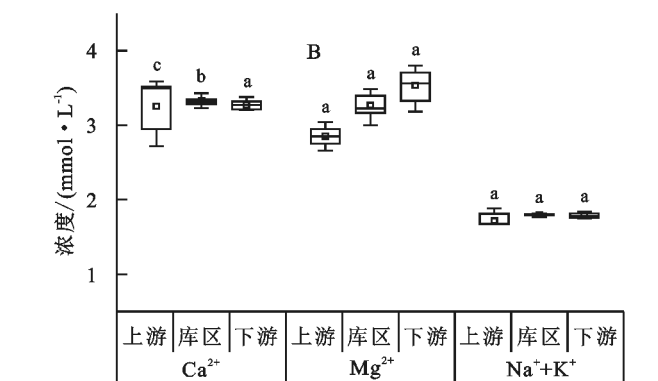 4
3
2
1
浓度/(mmol·L⁻¹)
B
c
b
a
a
a
a
a
a
a
上游 库区 下游 上游 库区 下游 上游 库区 下游
Ca²⁺ Mg²⁺ Na⁺+K⁺